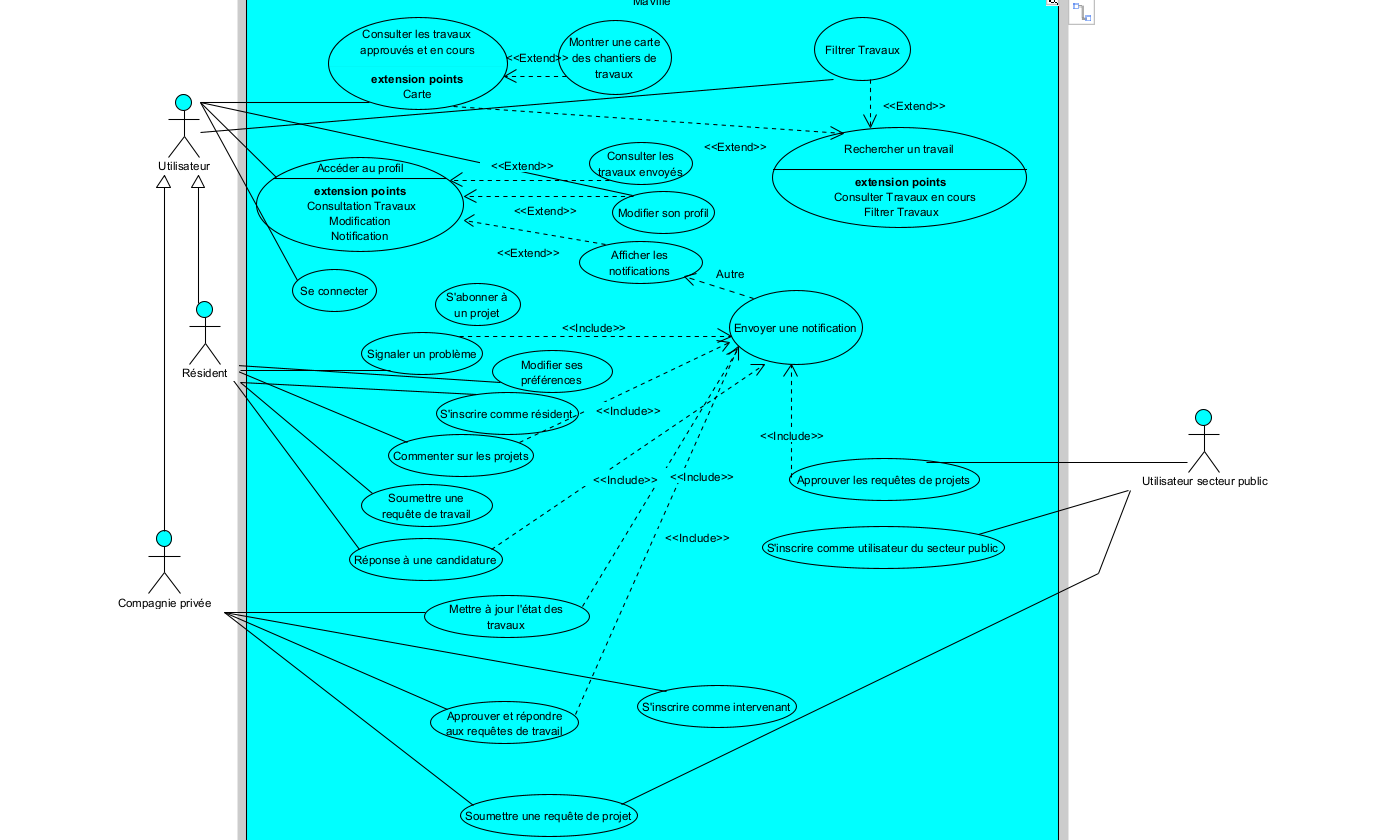 MaVille
Consulter les travaux
approuvés et en cours
extension points
Carte
<<Extend>>
Montrer une carte
des chantiers de
travaux
Filtrer Travaux
<<Extend>>
Utilisateur
<<Extend>>
Rechercher un travail
extension points
Consulter Travaux en cours
Filtrer Travaux
Accéder au profil
extension points
Consultation Travaux
Modification
Notification
<<Extend>>
Consulter les
travaux envoyés
<<Extend>>
Modifier son profil
<<Extend>>
Afficher les
notifications
Autre
Se connecter
S'abonner à
un projet
Envoyer une notification
<<Include>>
Signaler un problème
Résident
Modifier ses
préférences
S'inscrire comme résident
<<Include>>
Commenter sur les projets
<<Include>>
<<Include>>
<<Include>>
Approuver les requêtes de projets
Utilisateur secteur public
Soumettre une
requête de travail
<<Include>>
S'inscrire comme utilisateur du secteur public
Réponse à une candidature
Compagnie privée
Mettre à jour l'état des
travaux
S'inscrire comme intervenant
Approuver et répondre
aux requêtes de travail
Soumettre une requête de projet